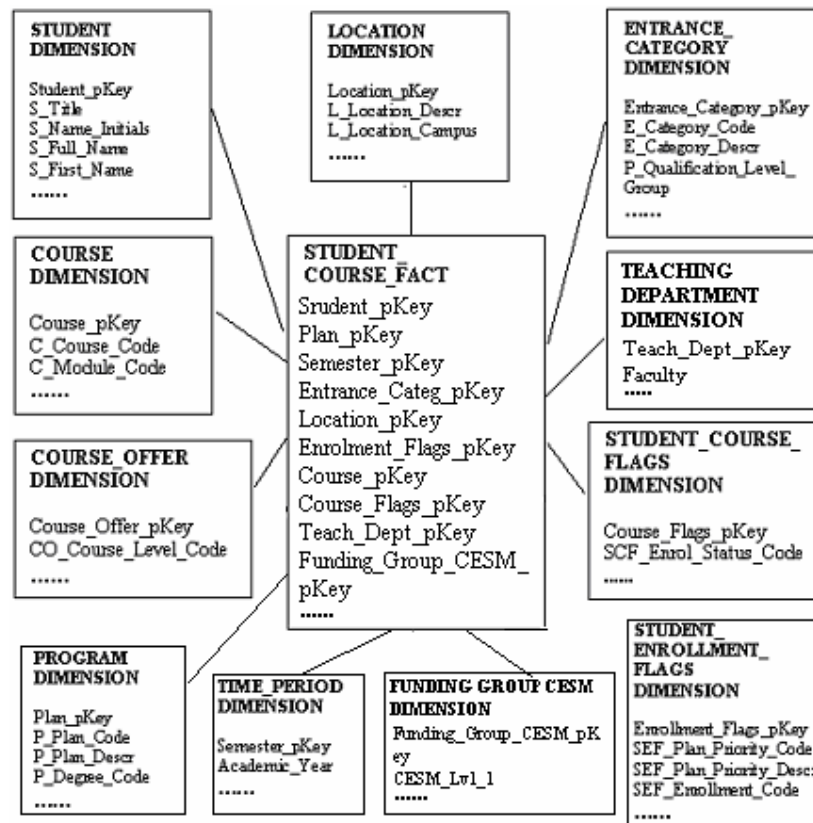 STUDENT
DIMENSION
Student_pKey
S_Title
S_Name_Initials
S_Full_Name
S_First_Name
......
LOCATION
DIMENSION
Location_pKey
L_Location_Descr
L_Location_Campus
......
ENTRANCE_
CATEGORY
DIMENSION
Entrance_Category_pKey
E_Category_Code
E_Category_Descr
P_Qualification_Level_
Group
......
COURSE
DIMENSION
Course_pKey
C_Course_Code
C_Module_Code
......
STUDENT_
COURSE_FACT
Srudent_pKey
Plan_pKey
Semester_pKey
Entrance_Categ_pKey
Location_pKey
Enrolment_Flags_pKey
Course_pKey
Course_Flags_pKey
Teach_Dept_pKey
Funding_Group_CESM_
pKey
......
TEACHING
DEPARTMENT
DIMENSION
Teach_Dept_pKey
Faculty
.....
COURSE_OFFER
DIMENSION
Course_Offer_pKey
CO_Course_Level_Code
......
STUDENT_COURSE_
FLAGS
DIMENSION
Course_Flags_pKey
SCF_Enrol_Status_Code
......
PROGRAM
DIMENSION
Plan_pKey
P_Plan_Code
P_Plan_Descr
P_Degree_Code
......
TIME_PERIOD
DIMENSION
Semester_pKey
Academic_Year
......
FUNDING GROUP CESM
DIMENSION
Funding_Group_CESM_pK
ey
CESM_Lvl_1
......
STUDENT_
ENROLLMENT_
FLAGS
DIMENSION
Enrollment_Flags_pKey
SEF_Plan_Priority_Code
SEF_Plan_Priority_Descr
SEF_Enrollment_Code
......